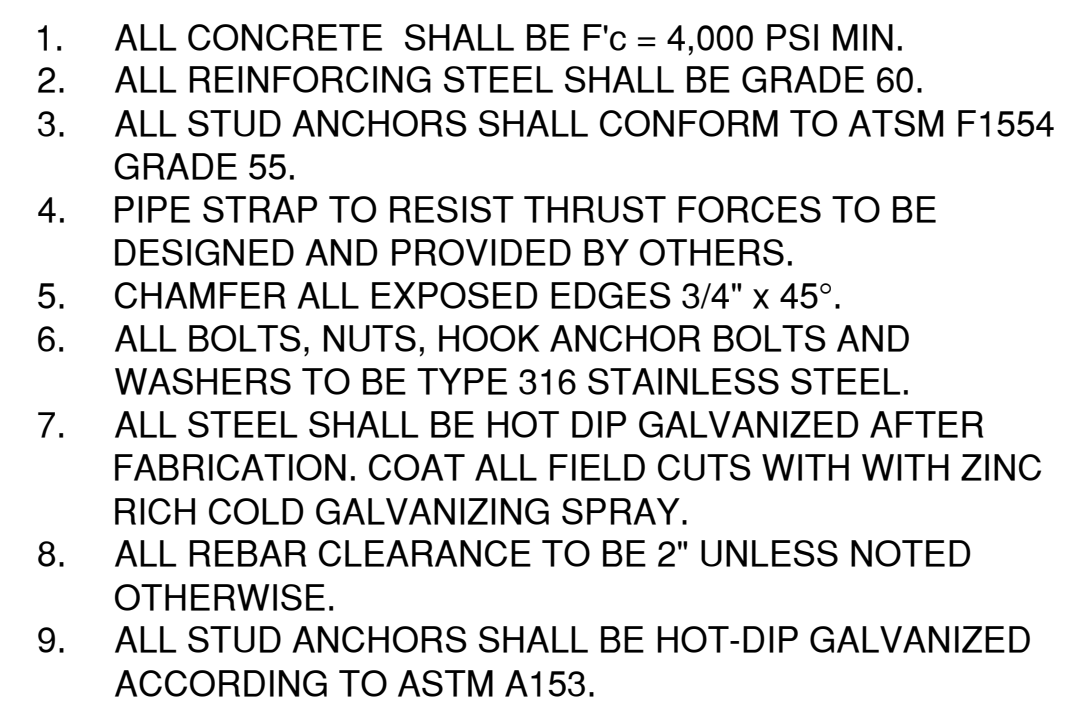 1. ALL CONCRETE  SHALL BE F'c = 4,000 PSI MIN.
2. ALL REINFORCING STEEL SHALL BE GRADE 60.
3. ALL STUD ANCHORS SHALL CONFORM TO ATSM F1554
GRADE 55.
4. PIPE STRAP TO RESIST THRUST FORCES TO BE
DESIGNED AND PROVIDED BY OTHERS.
5. CHAMFER ALL EXPOSED EDGES 3/4" x 45°.
6. ALL BOLTS, NUTS, HOOK ANCHOR BOLTS AND
WASHERS TO BE TYPE 316 STAINLESS STEEL.
7. ALL STEEL SHALL BE HOT DIP GALVANIZED AFTER
FABRICATION. COAT ALL FIELD CUTS WITH WITH ZINC
RICH COLD GALVANIZING SPRAY.
8. ALL REBAR CLEARANCE TO BE 2" UNLESS NOTED
OTHERWISE.
9. ALL STUD ANCHORS SHALL BE HOT-DIP GALVANIZED
ACCORDING TO ASTM A153.